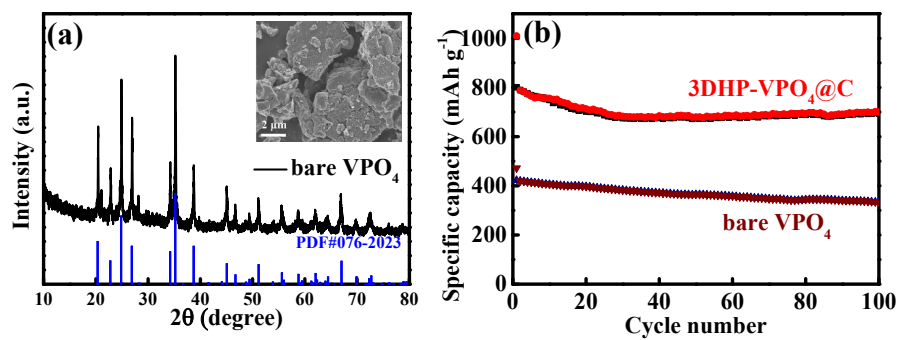 (a)
2 μm
bare VPO4
PDF#076-2023
Intensity (a.u.)
10 20 30 40 50 60 70 80
2θ (degree)
(b)
1000
800
600
400
200
0
3DHP-VPO4@C
bare VPO4
Specific capacity (mAh g-1)
0 20 40 60 80 100
Cycle number